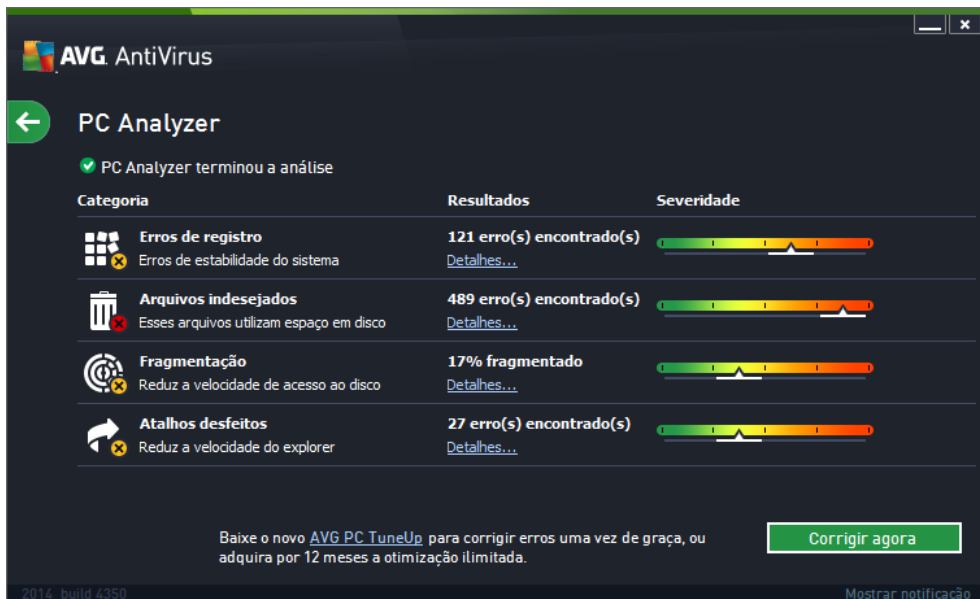 AVG. AntiVirus
PC Analyzer
PC Analyzer terminou a análise
Categoria Resultados Severidade
Erros de registro 121 erro(s) encontrado(s)
Erros de estabilidade do sistema Detalhes...
Arquivos indesejados 489 erro(s) encontrado(s)
Esses arquivos utilizam espaço em disco Detalhes...
Fragmentação 17% fragmentado
Reduz a velocidade de acesso ao disco Detalhes...
Atalhos desfeitos 27 erro(s) encontrado(s)
Reduz a velocidade do explorer Detalhes...
Baixe o novo AVG PC TuneUp para corrigir erros uma vez de graça, ou
adquira por 12 meses a otimização ilimitada.
Corrigir agora
2014 build 4350 Mostrar notificação